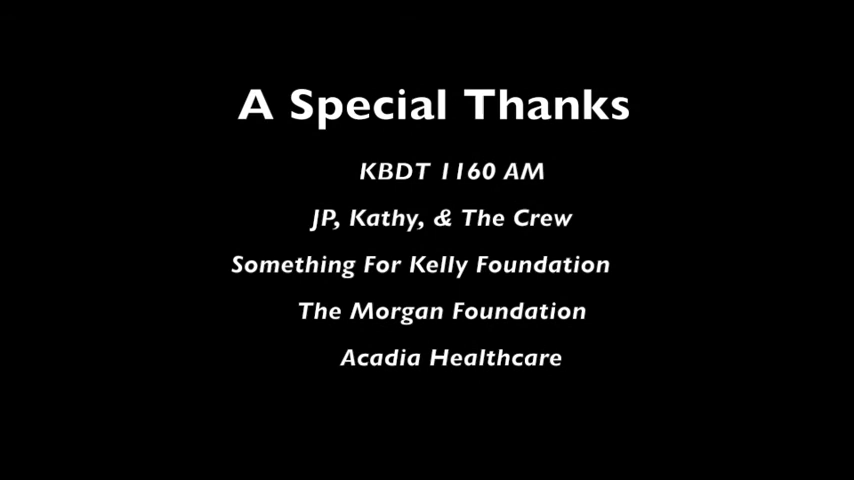 A Special Thanks
KBDT 1160 AM
JP, Kathy, & The Crew
Something For Kelly Foundation
The Morgan Foundation
Acadia Healthcare